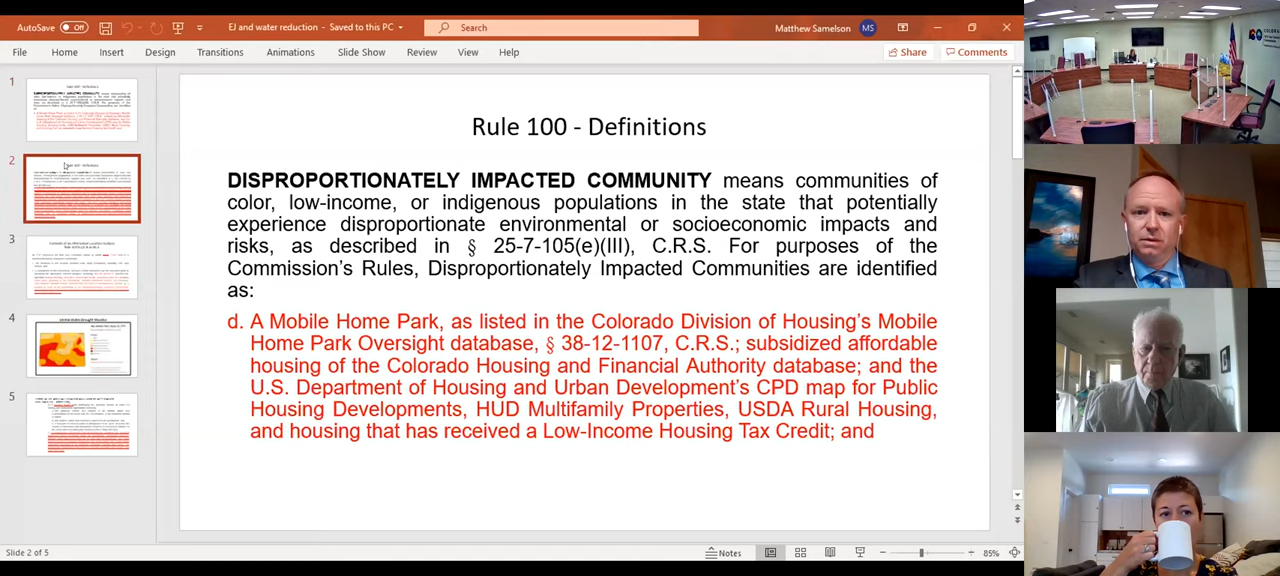 AutoSave Off
EJ and water reduction - Saved to this PC
Search
Matthew Samelson MS
File Home Insert Design Transitions Animations Slide Show Review View Help
Share Comments
1
2
3
4
5
Rule 100 - Definitions
DISPROPORTIONATELY IMPACTED COMMUNITY means communities of
color, low-income, or indigenous populations in the state that potentially
experience disproportionate environmental or socioeconomic impacts and
risks, as described in § 25-7-105(e)(III), C.R.S. For purposes of the
Commission's Rules, Disproportionately Impacted Communities are identified
as:
d. A Mobile Home Park, as listed in the Colorado Division of Housing's Mobile
Home Park Oversight database, § 38-12-1107, C.R.S.; subsidized affordable
housing of the Colorado Housing and Financial Authority database; and the
U.S. Department of Housing and Urban Development's CPD map for Public
Housing Developments, HUD Multifamily Properties, USDA Rural Housing,
and housing that has received a Low-Income Housing Tax Credit; and
Slide 2 of 5
Notes
85%